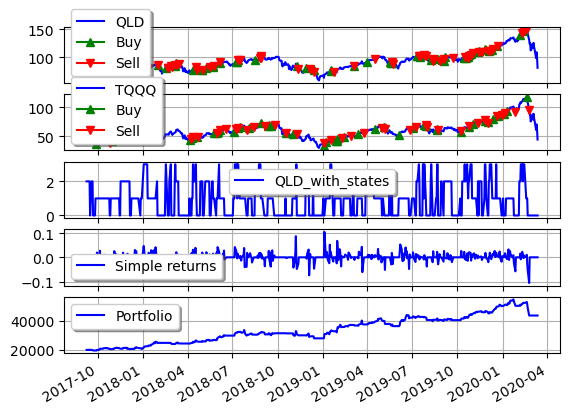 QLD
Buy
Sell
150
100
TQQQ
Buy
Sell
100
50
QLD_with_states
2
0
0.1
0.0
−0.1
Simple returns
Portfolio
40000
20000
2017-10 2018-01 2018-04 2018-07 2018-10 2019-01 2019-04 2019-07 2019-10 2020-01 2020-04